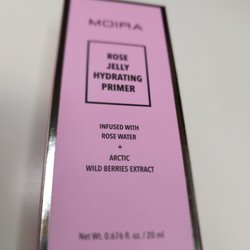 MOIRA
ROSE
JELLY
HYDRATING
PRIMER
INFUSED WITH
ROSE WATER
+
ARCTIC
WILD BERRIES EXTRACT
Net Wt. 0.676 fl. oz. / 20 ml